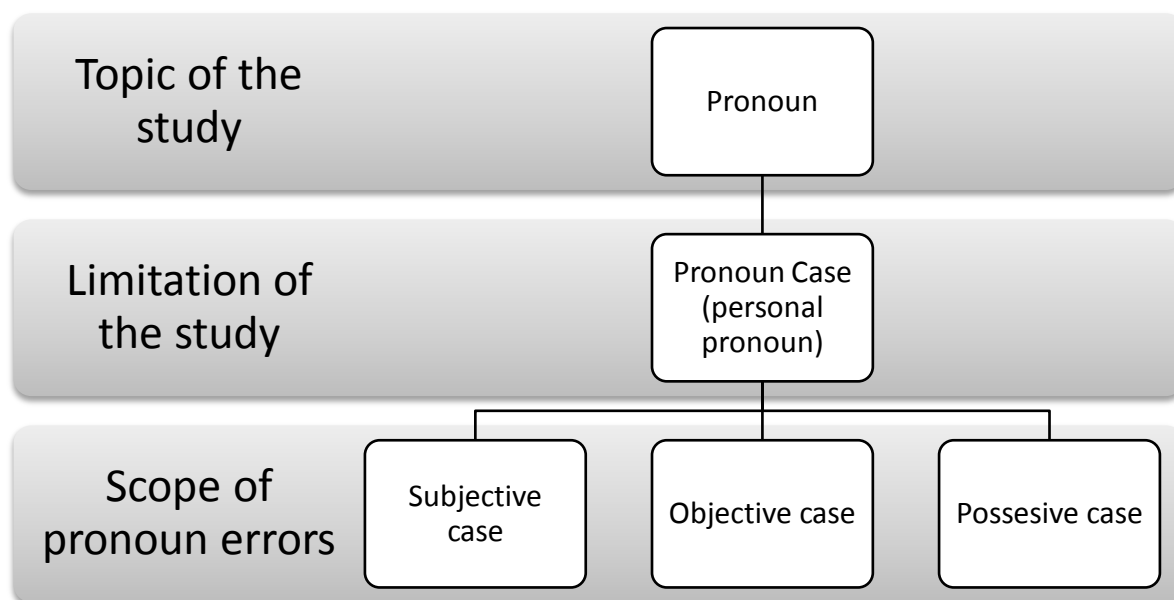 Topic of the
study
Pronoun
Limitation of
the study
Pronoun Case
(personal
pronoun)
Scope of
pronoun errors
Subjective
case
Objective case
Possesive case